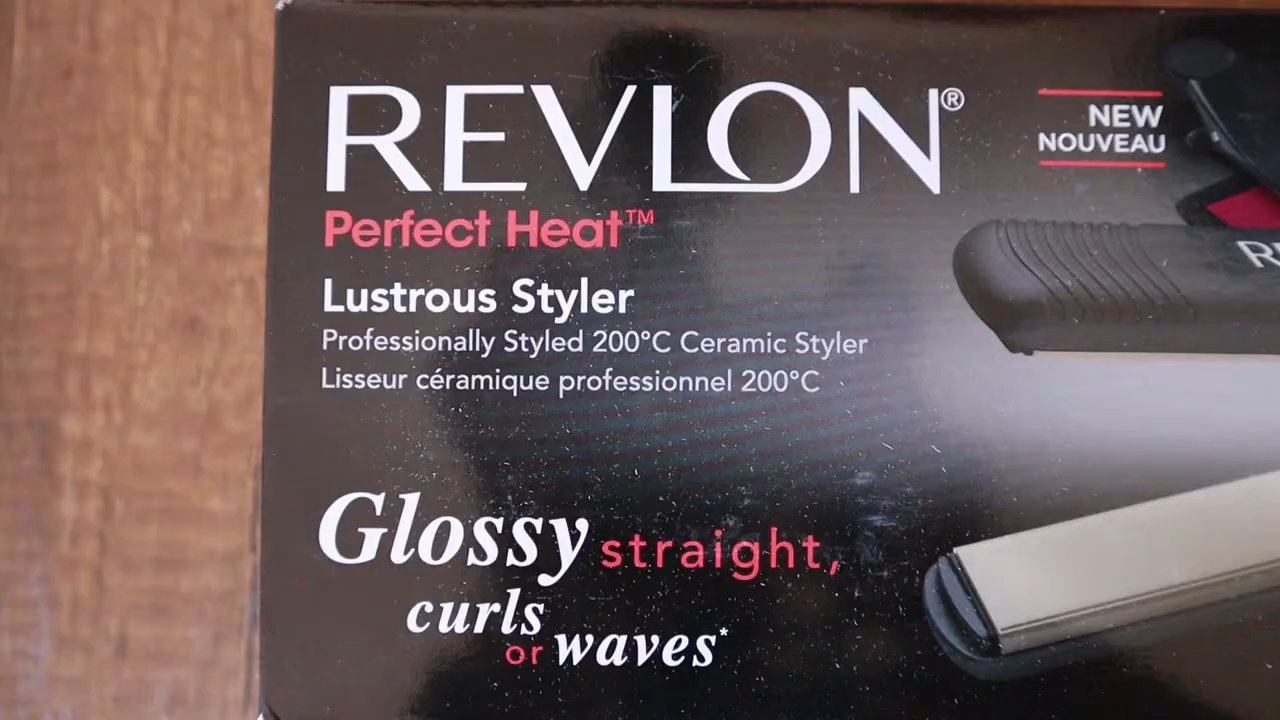 REVLON®
NEW
NOUVEAU
Perfect Heat™
Lustrous Styler
Professionally Styled 200°C Ceramic Styler
Lisseur céramique professionnel 200°C
Glossy straight,
curls
or waves*